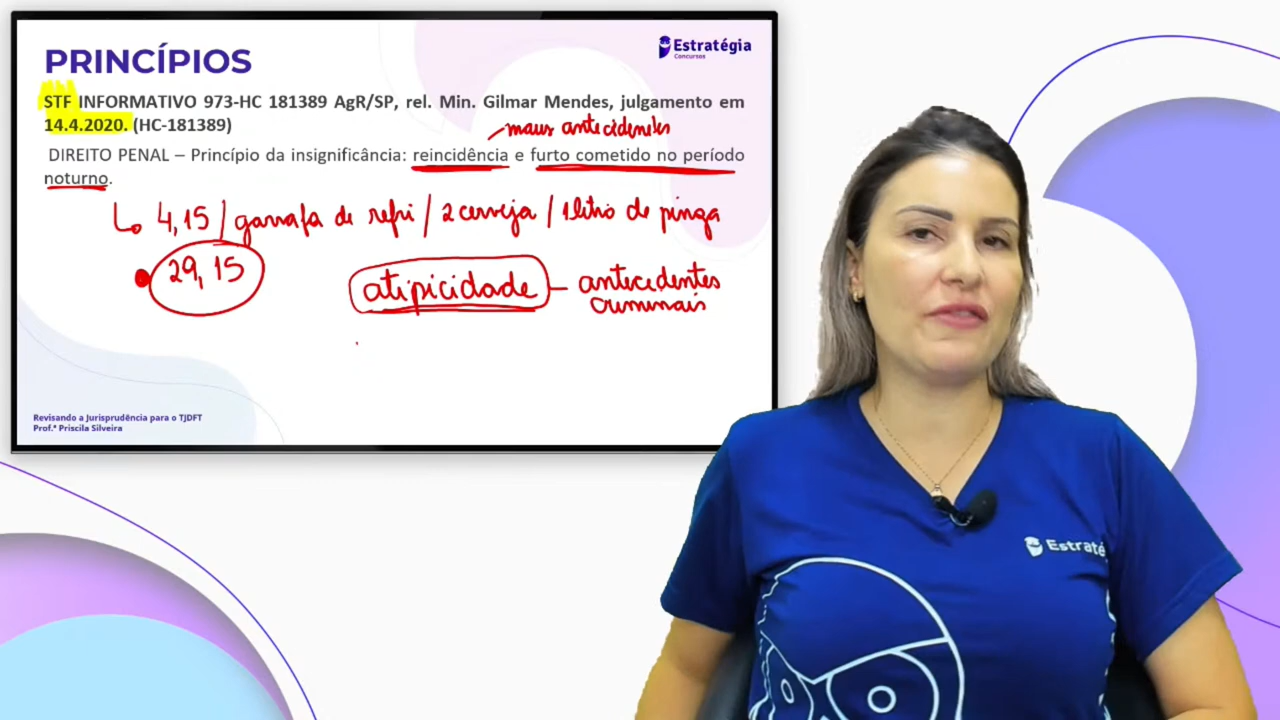 PRINCÍPIOS
Estratégia
Concursos
STF INFORMATIVO 973-HC 181389 AgR/SP, rel. Min. Gilmar Mendes, julgamento em
14.4.2020. (HC-181389)
maus antecedentes
DIREITO PENAL – Princípio da insignificância: reincidência e furto cometido no período
noturno.
4,15 / garrafa de refri / 2 cerveja / 1 litro de pinga
29,15
atipicidade – antecedentes
criminais
Revisando a Jurisprudência para o TJDFT
Prof.ª Priscila Silveira
Estraté